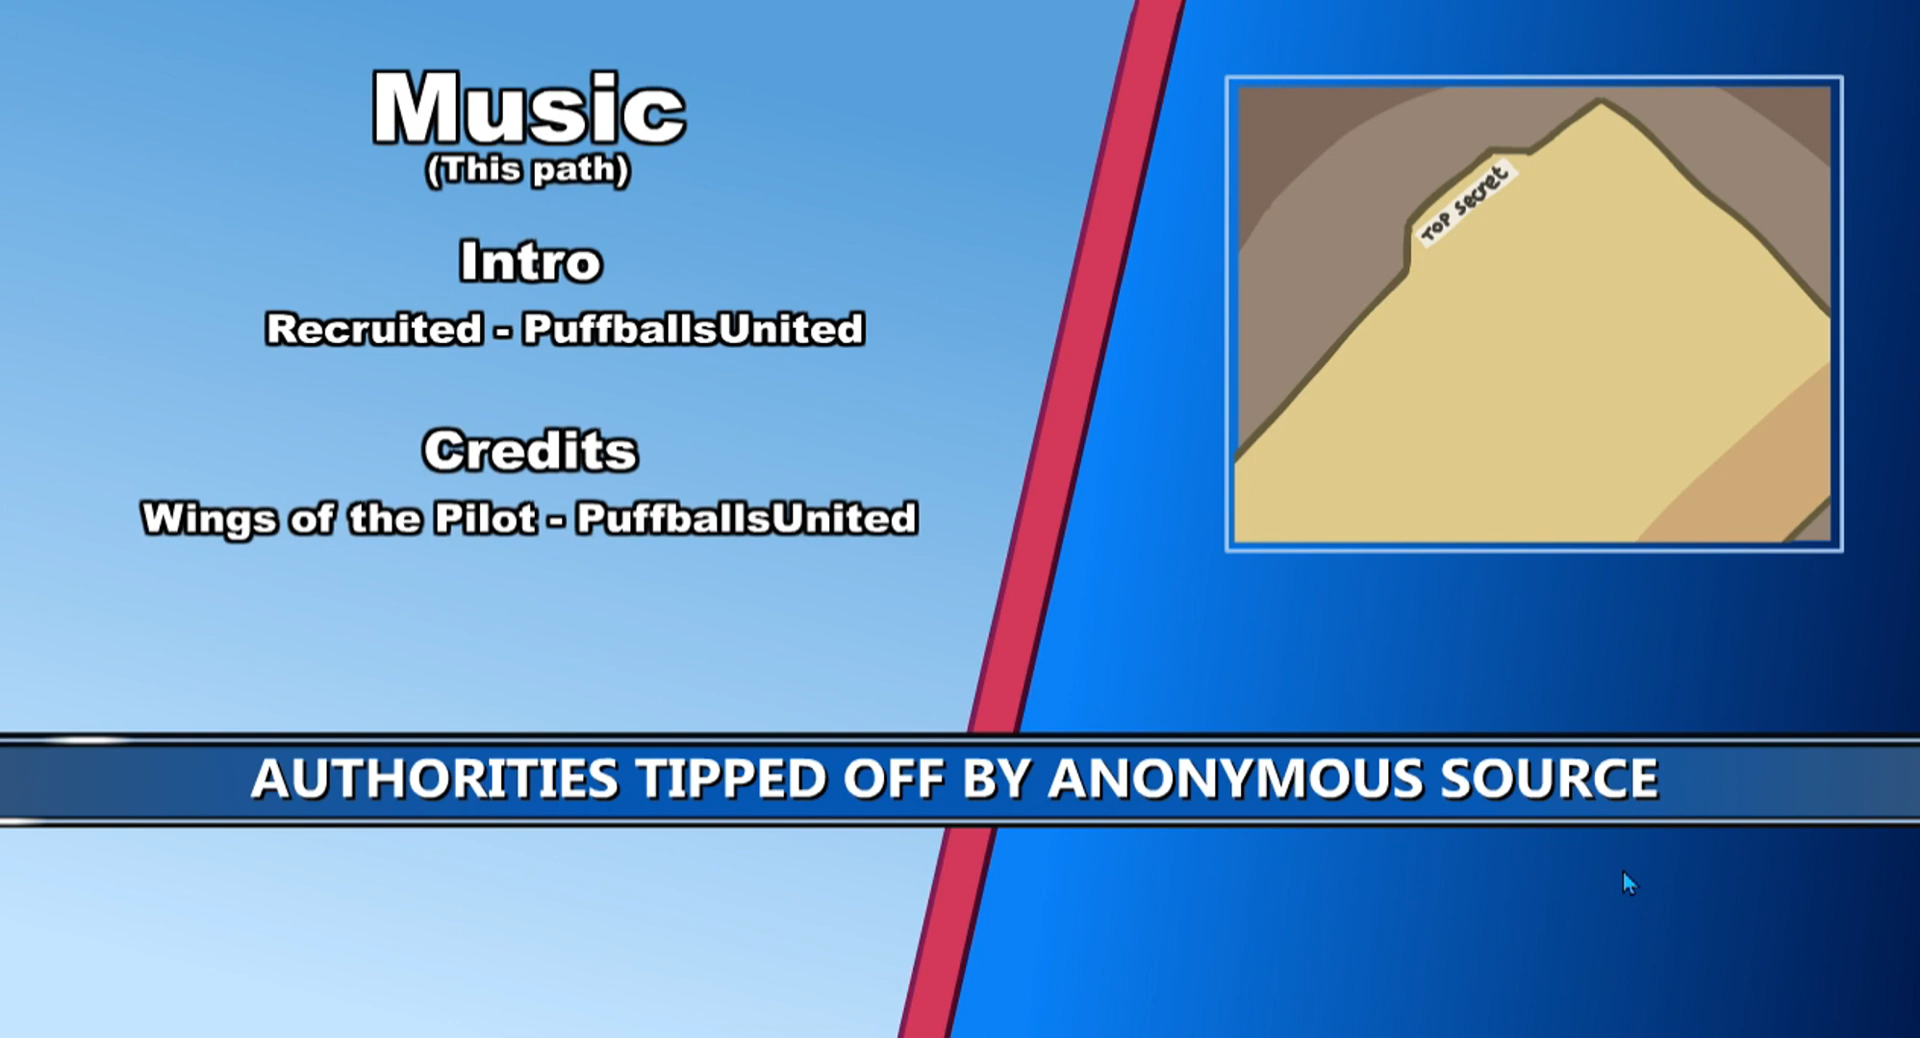 Music
(This path)
Intro
Recruited - PuffballsUnited
Credits
Wings of the Pilot - PuffballsUnited
TOP Secret
AUTHORITIES TIPPED OFF BY ANONYMOUS SOURCE